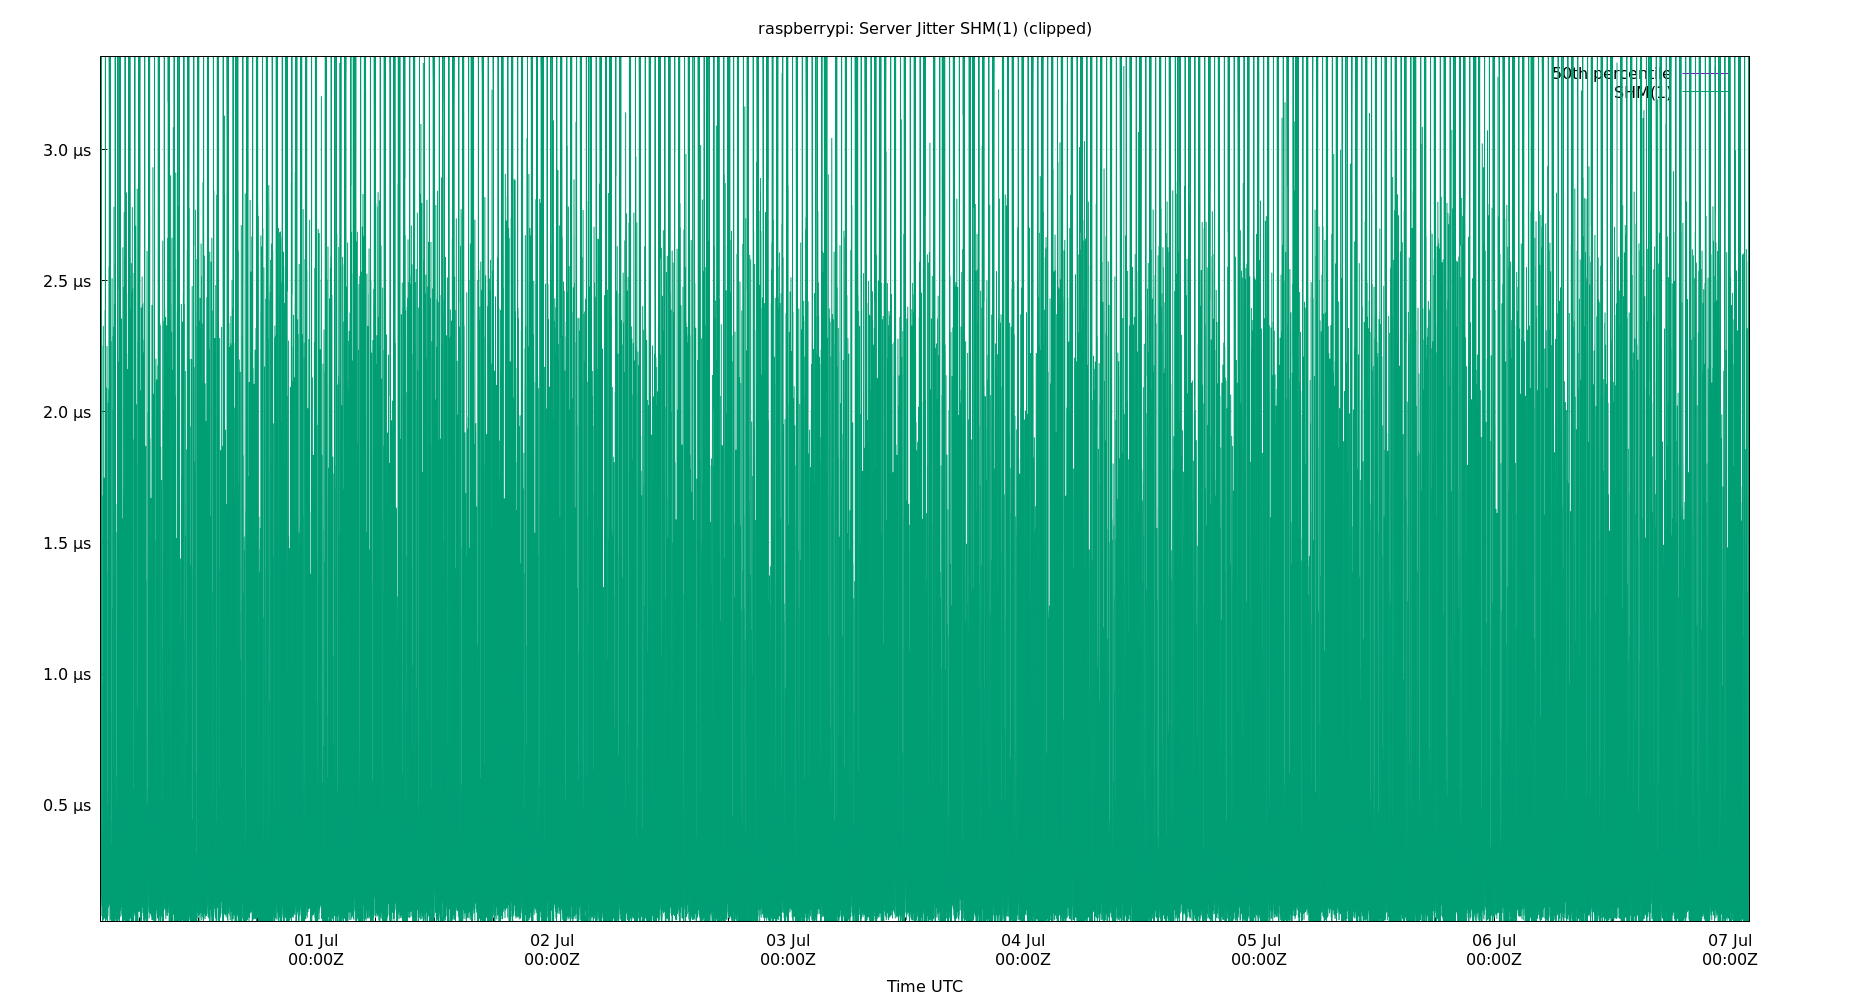 raspberrypi: Server Jitter SHM(1) (clipped)
50th percentile
SHM(1)
3.0 µs
2.5 µs
2.0 µs
1.5 µs
1.0 µs
0.5 µs
01 Jul 02 Jul 03 Jul 04 Jul 05 Jul 06 Jul 07 Jul
00:00Z 00:00Z 00:00Z 00:00Z 00:00Z 00:00Z 00:00Z
Time UTC